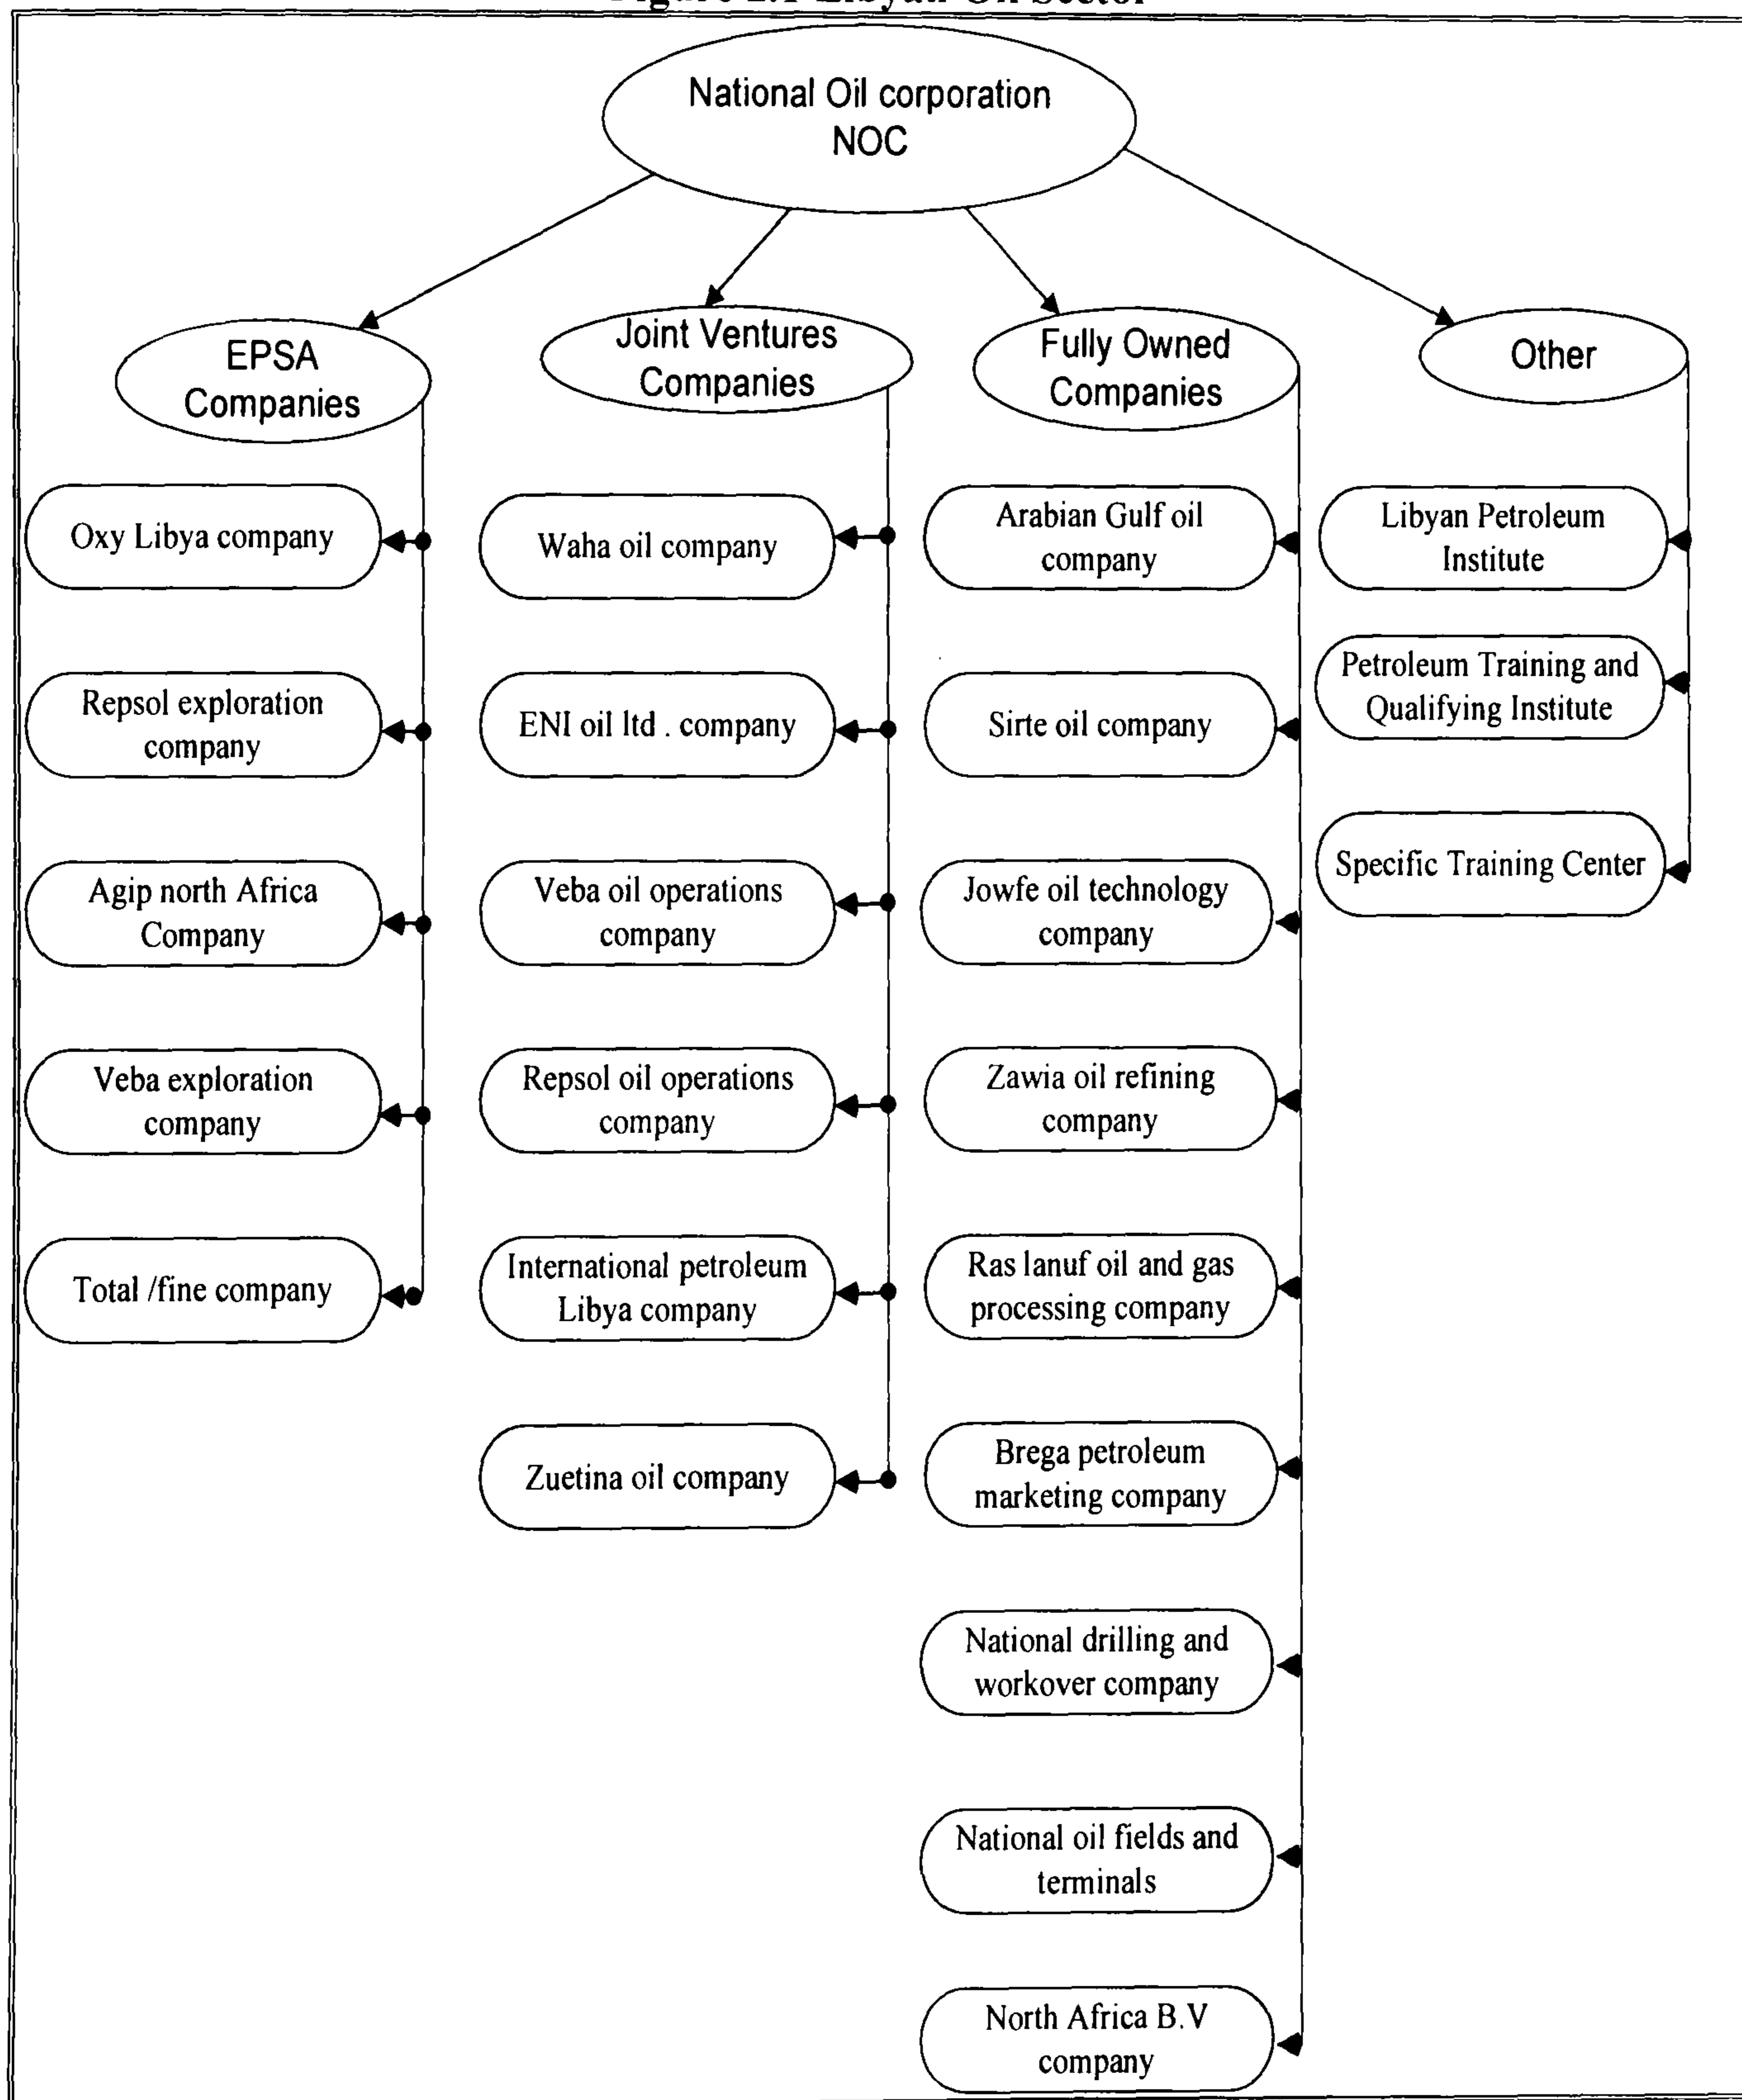 Figure Libyan Oil Sector
National Oil corporation
NOC
EPSA
Companies
Oxy Libya company
Repsol exploration
company
Agip north Africa
Company
Veba exploration
company
Total /fine company
Joint Ventures
Companies
Waha oil company
ENI oil ltd . company
Veba oil operations
company
Repsol oil operations
company
International petroleum
Libya company
Zuetina oil company
Fully Owned
Companies
Arabian Gulf oil
company
Sirte oil company
Jowfe oil technology
company
Zawia oil refining
company
Ras lanuf oil and gas
processing company
Brega petroleum
marketing company
National drilling and
workover company
National oil fields and
terminals
North Africa B.V
company
Other
Libyan Petroleum
Institute
Petroleum Training and
Qualifying Institute
Specific Training Center